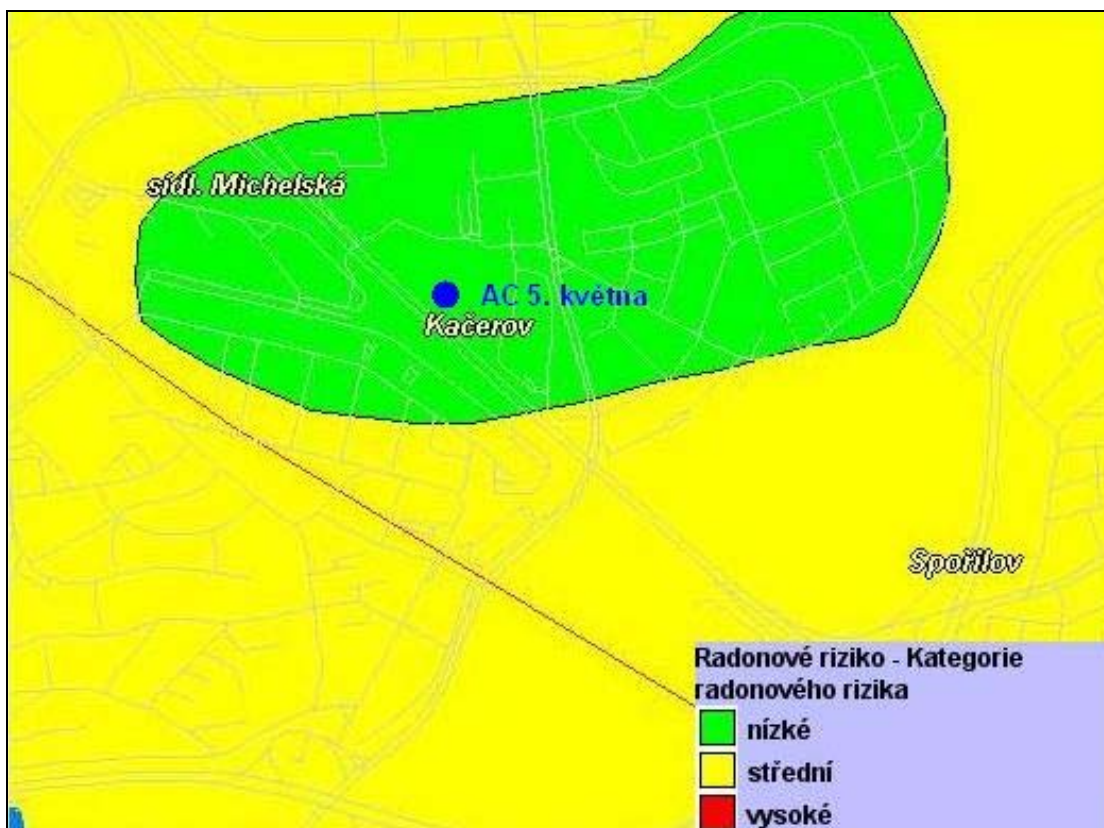 sídl. Michelská
AC 5. května
Kačerov
Spořilov
Radonové riziko - Kategorie
radonového rizika
nízké
střední
vysoké